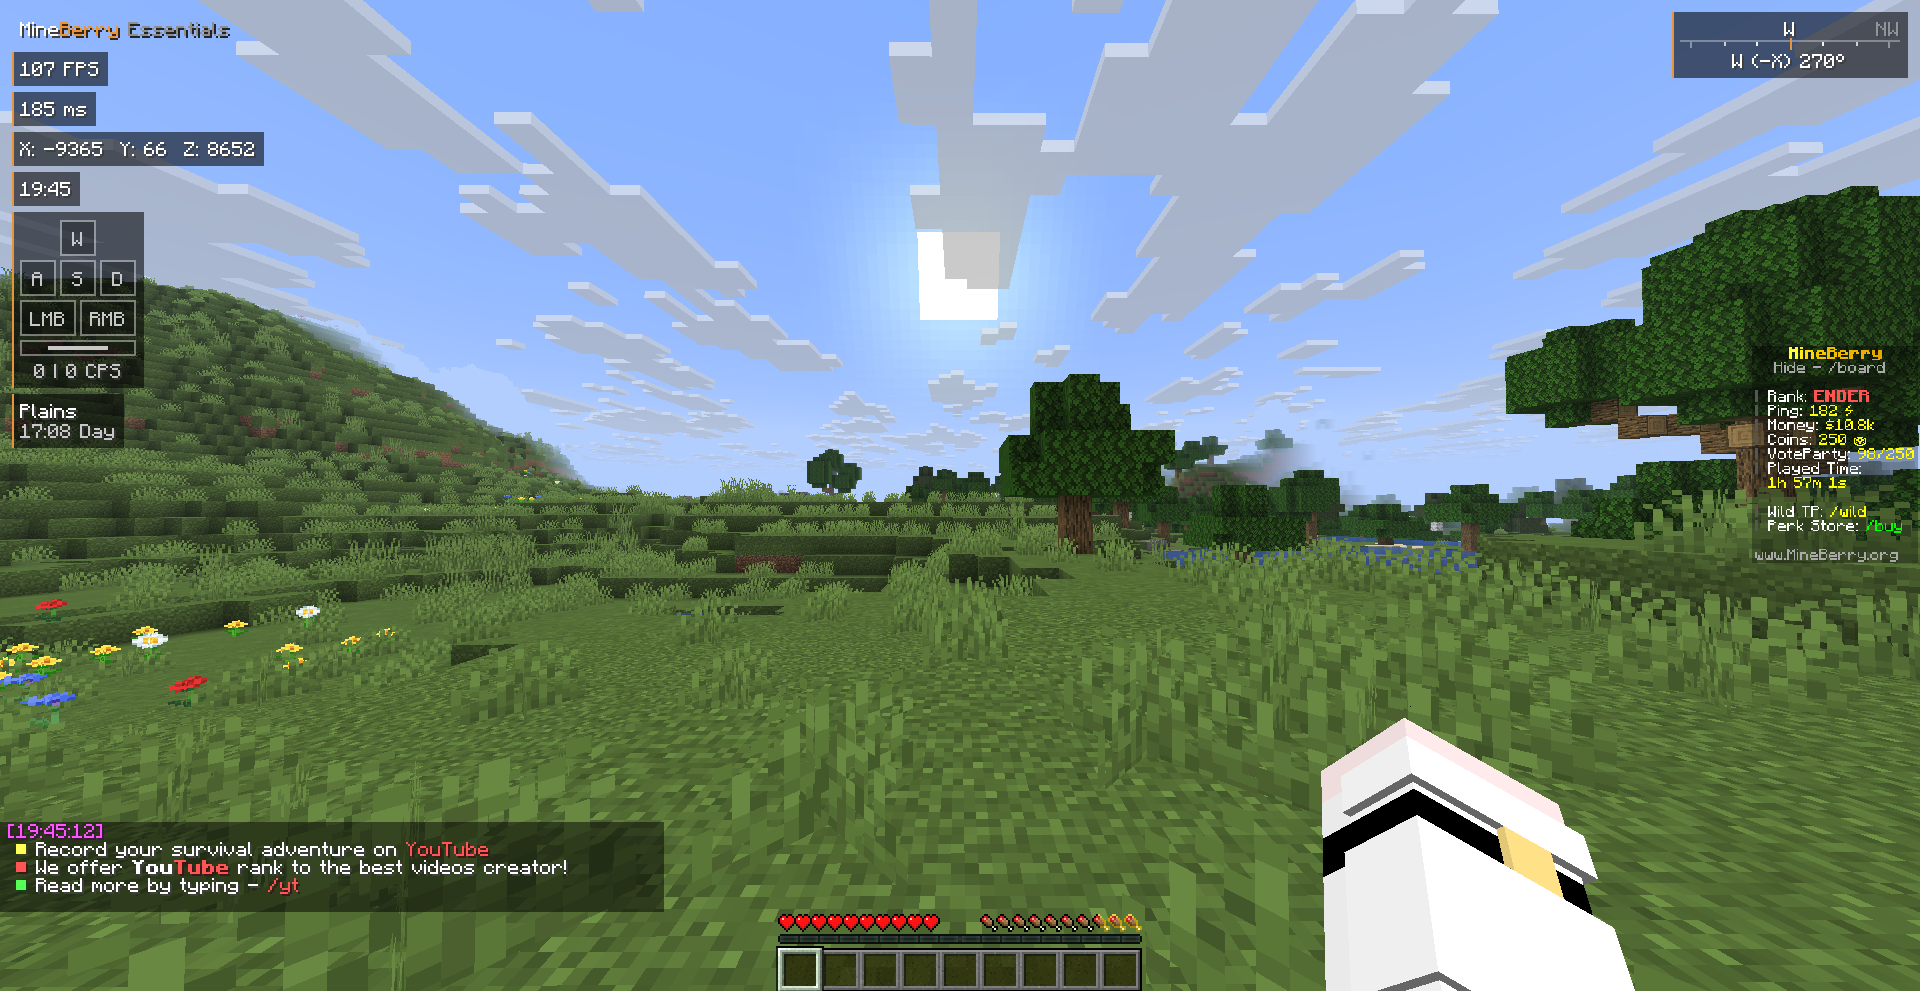 MineBerry Essentials
107 FPS
185 ms
X: -9365 Y: 66 Z: 8652
19:45
W
A S D
LMB RMB
0 | 0 CPS
Plains
17:08 Day
W NW
W (-X) 270°
MineBerry
Hide - /board
Rank: ENDER
Ping: 182 ⚡
Money: $10.8k
Coins: 250
VoteParty: 98/250
Played Time:
1h 57m 1s
Wild TP: /wild
Perk Store: /buy
www.MineBerry.org
[19:45:12]
Record your survival adventure on YouTube
We offer YouTube rank to the best videos creator!
Read more by typing - /yt